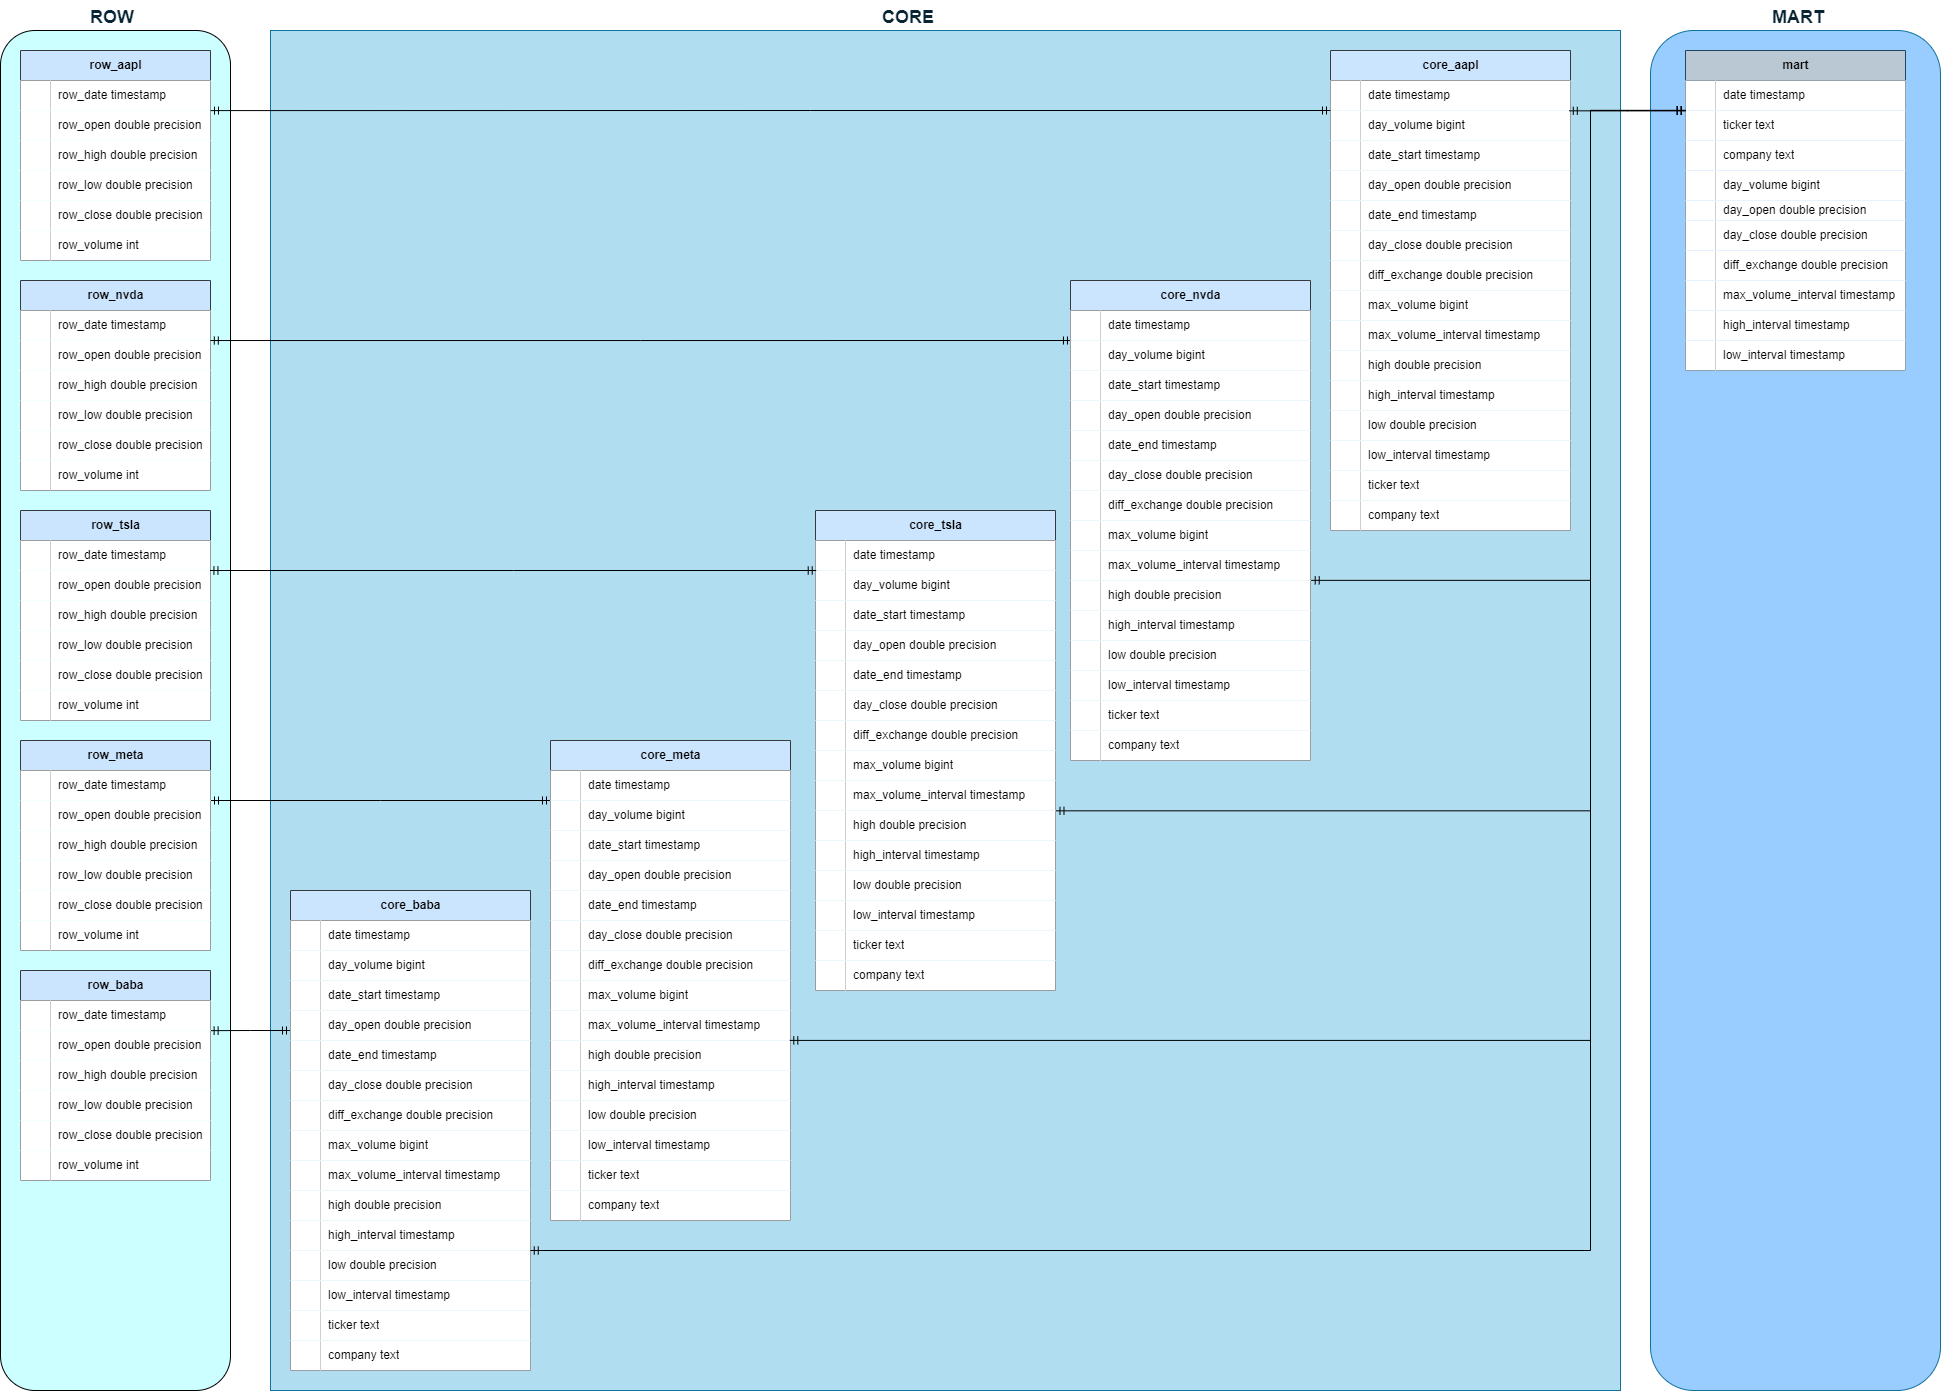 ROW
CORE
MART
row_aapl
row_date timestamp
row_open double precision
row_high double precision
row_low double precision
row_close double precision
row_volume int
row_nvda
row_date timestamp
row_open double precision
row_high double precision
row_low double precision
row_close double precision
row_volume int
row_tsla
row_date timestamp
row_open double precision
row_high double precision
row_low double precision
row_close double precision
row_volume int
row_meta
row_date timestamp
row_open double precision
row_high double precision
row_low double precision
row_close double precision
row_volume int
row_baba
row_date timestamp
row_open double precision
row_high double precision
row_low double precision
row_close double precision
row_volume int
core_baba
date timestamp
day_volume bigint
date_start timestamp
day_open double precision
date_end timestamp
day_close double precision
diff_exchange double precision
max_volume bigint
max_volume_interval timestamp
high double precision
high_interval timestamp
low double precision
low_interval timestamp
ticker text
company text
core_meta
date timestamp
day_volume bigint
date_start timestamp
day_open double precision
date_end timestamp
day_close double precision
diff_exchange double precision
max_volume bigint
max_volume_interval timestamp
high double precision
high_interval timestamp
low double precision
low_interval timestamp
ticker text
company text
core_tsla
date timestamp
day_volume bigint
date_start timestamp
day_open double precision
date_end timestamp
day_close double precision
diff_exchange double precision
max_volume bigint
max_volume_interval timestamp
high double precision
high_interval timestamp
low double precision
low_interval timestamp
ticker text
company text
core_nvda
date timestamp
day_volume bigint
date_start timestamp
day_open double precision
date_end timestamp
day_close double precision
diff_exchange double precision
max_volume bigint
max_volume_interval timestamp
high double precision
high_interval timestamp
low double precision
low_interval timestamp
ticker text
company text
core_aapl
date timestamp
day_volume bigint
date_start timestamp
day_open double precision
date_end timestamp
day_close double precision
diff_exchange double precision
max_volume bigint
max_volume_interval timestamp
high double precision
high_interval timestamp
low double precision
low_interval timestamp
ticker text
company text
mart
date timestamp
ticker text
company text
day_volume bigint
day_open double precision
day_close double precision
diff_exchange double precision
max_volume_interval timestamp
high_interval timestamp
low_interval timestamp